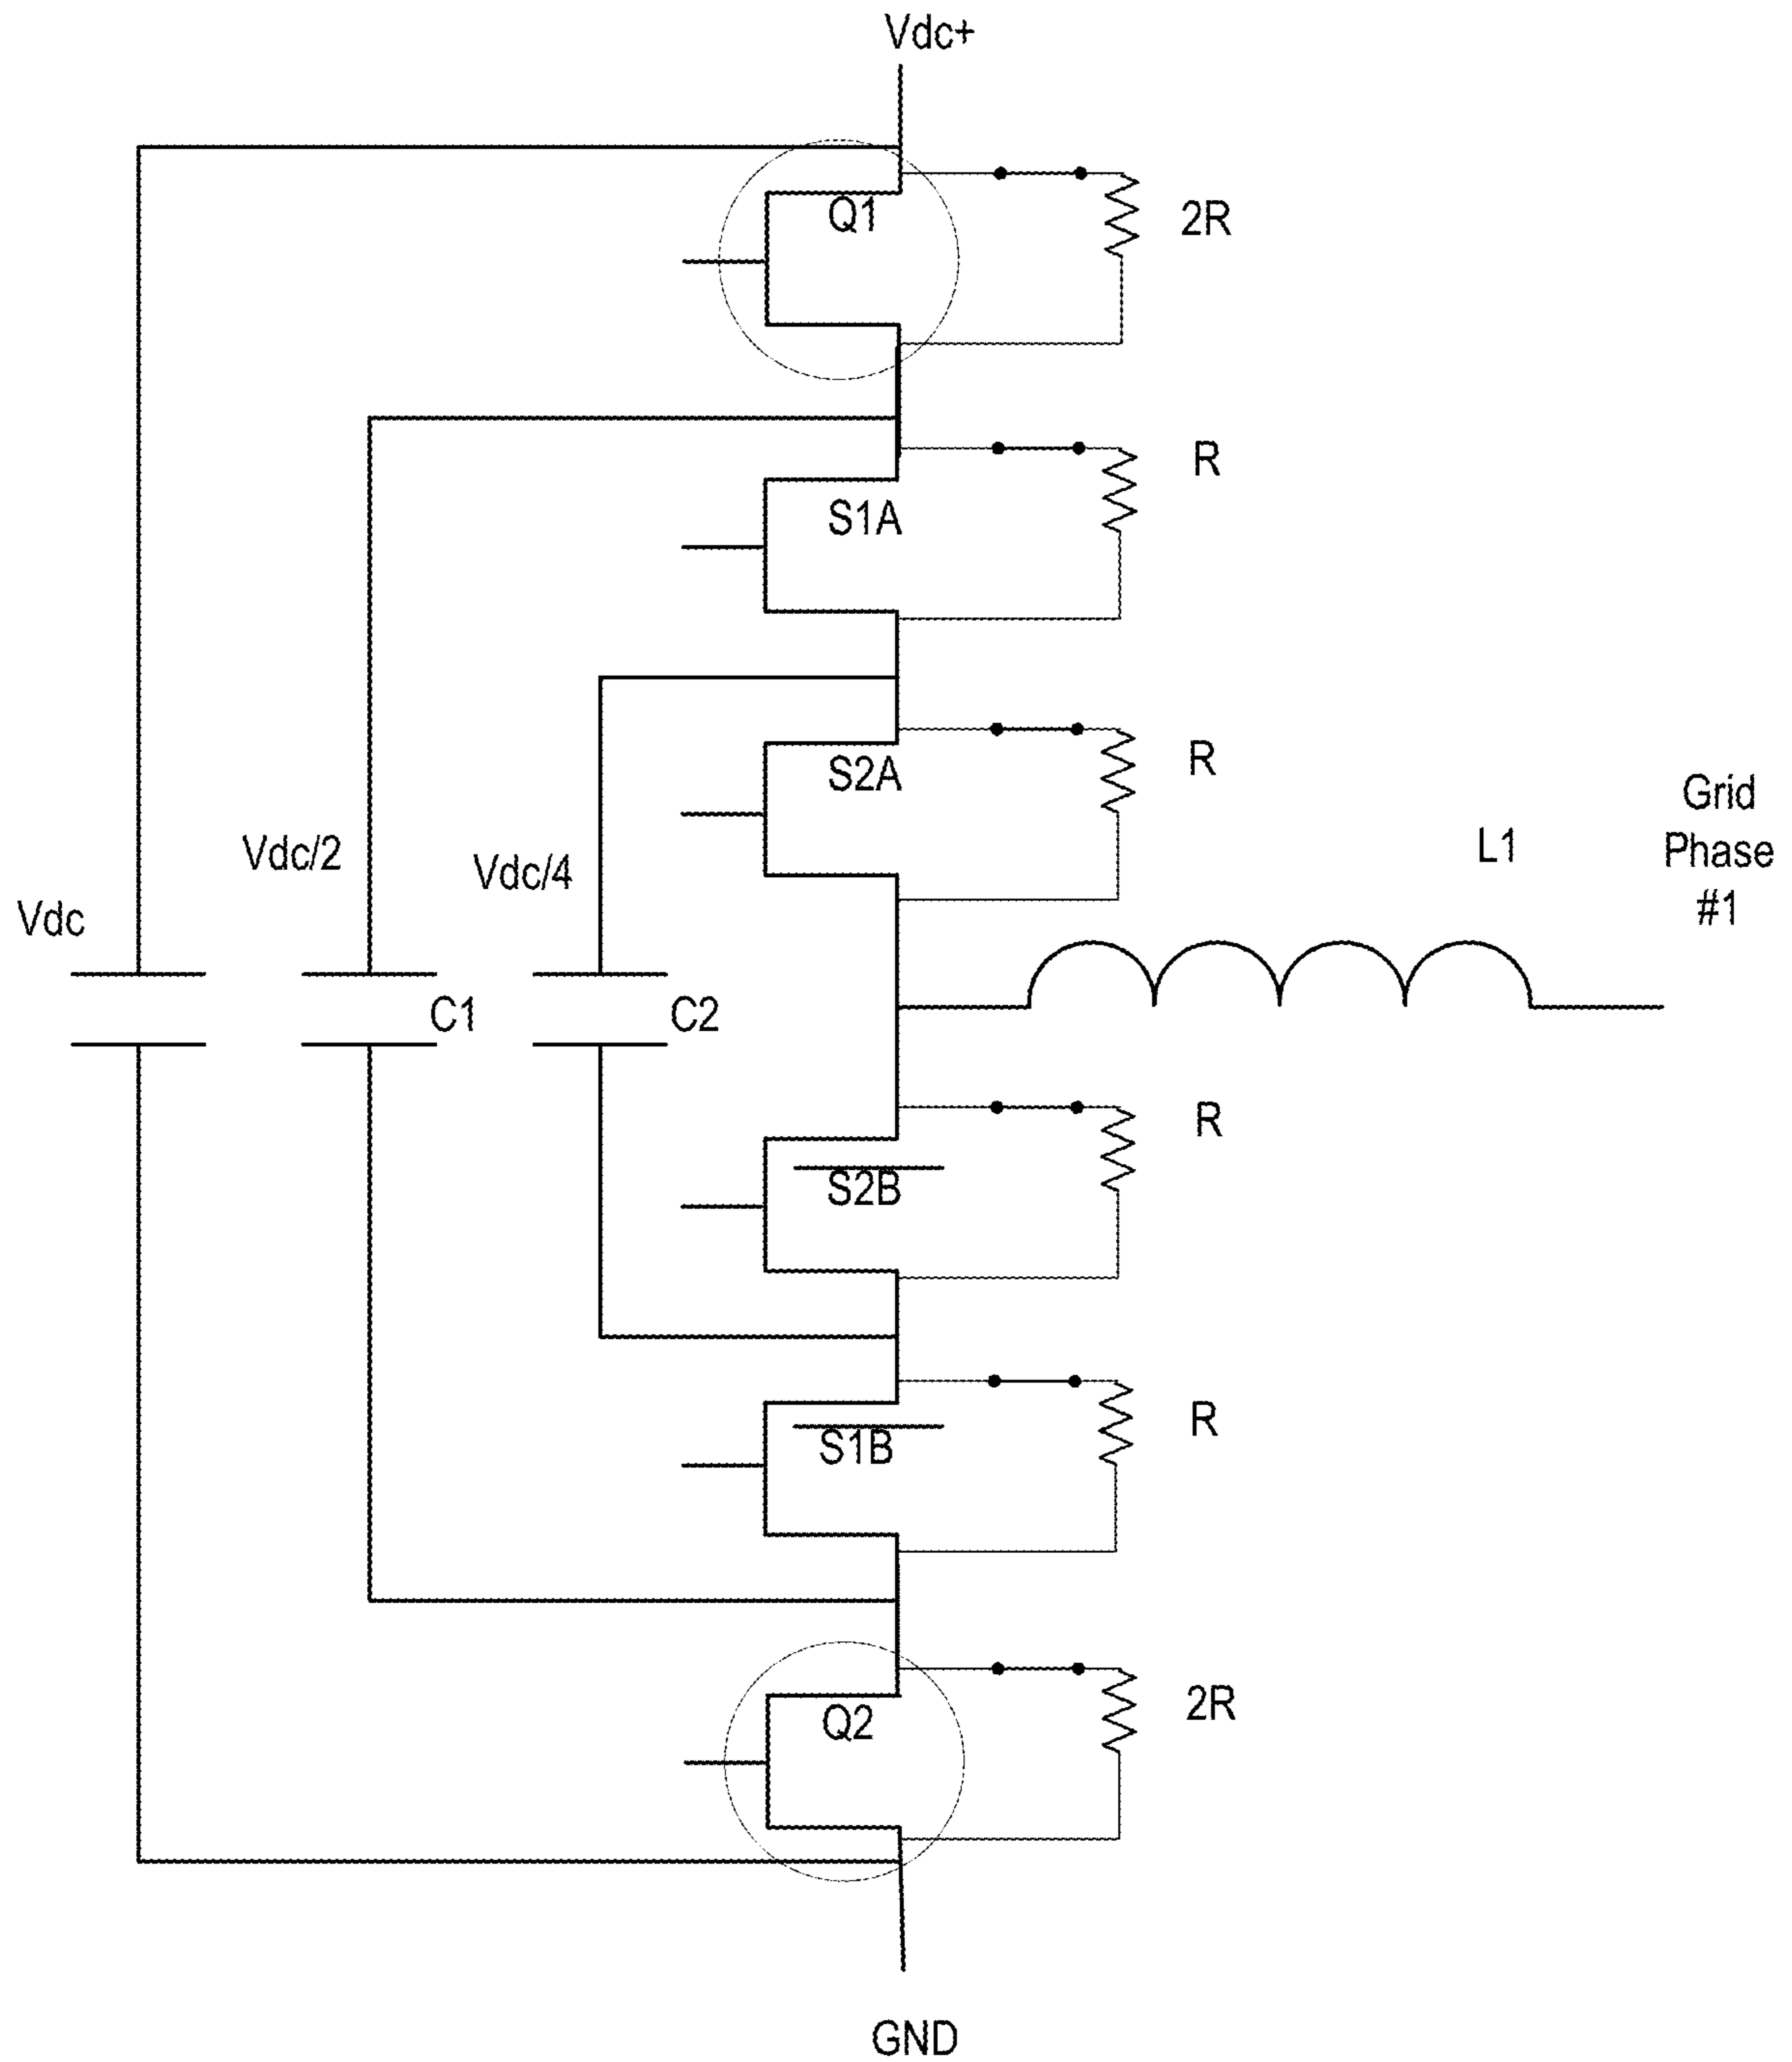 Vdc+
Q1
2R
S1A
R
S2A
R
Grid
Phase
#1
L1
Vdc/2
Vdc/4
Vdc
C1
C2
S2B
R
S1B
R
Q2
2R
GND